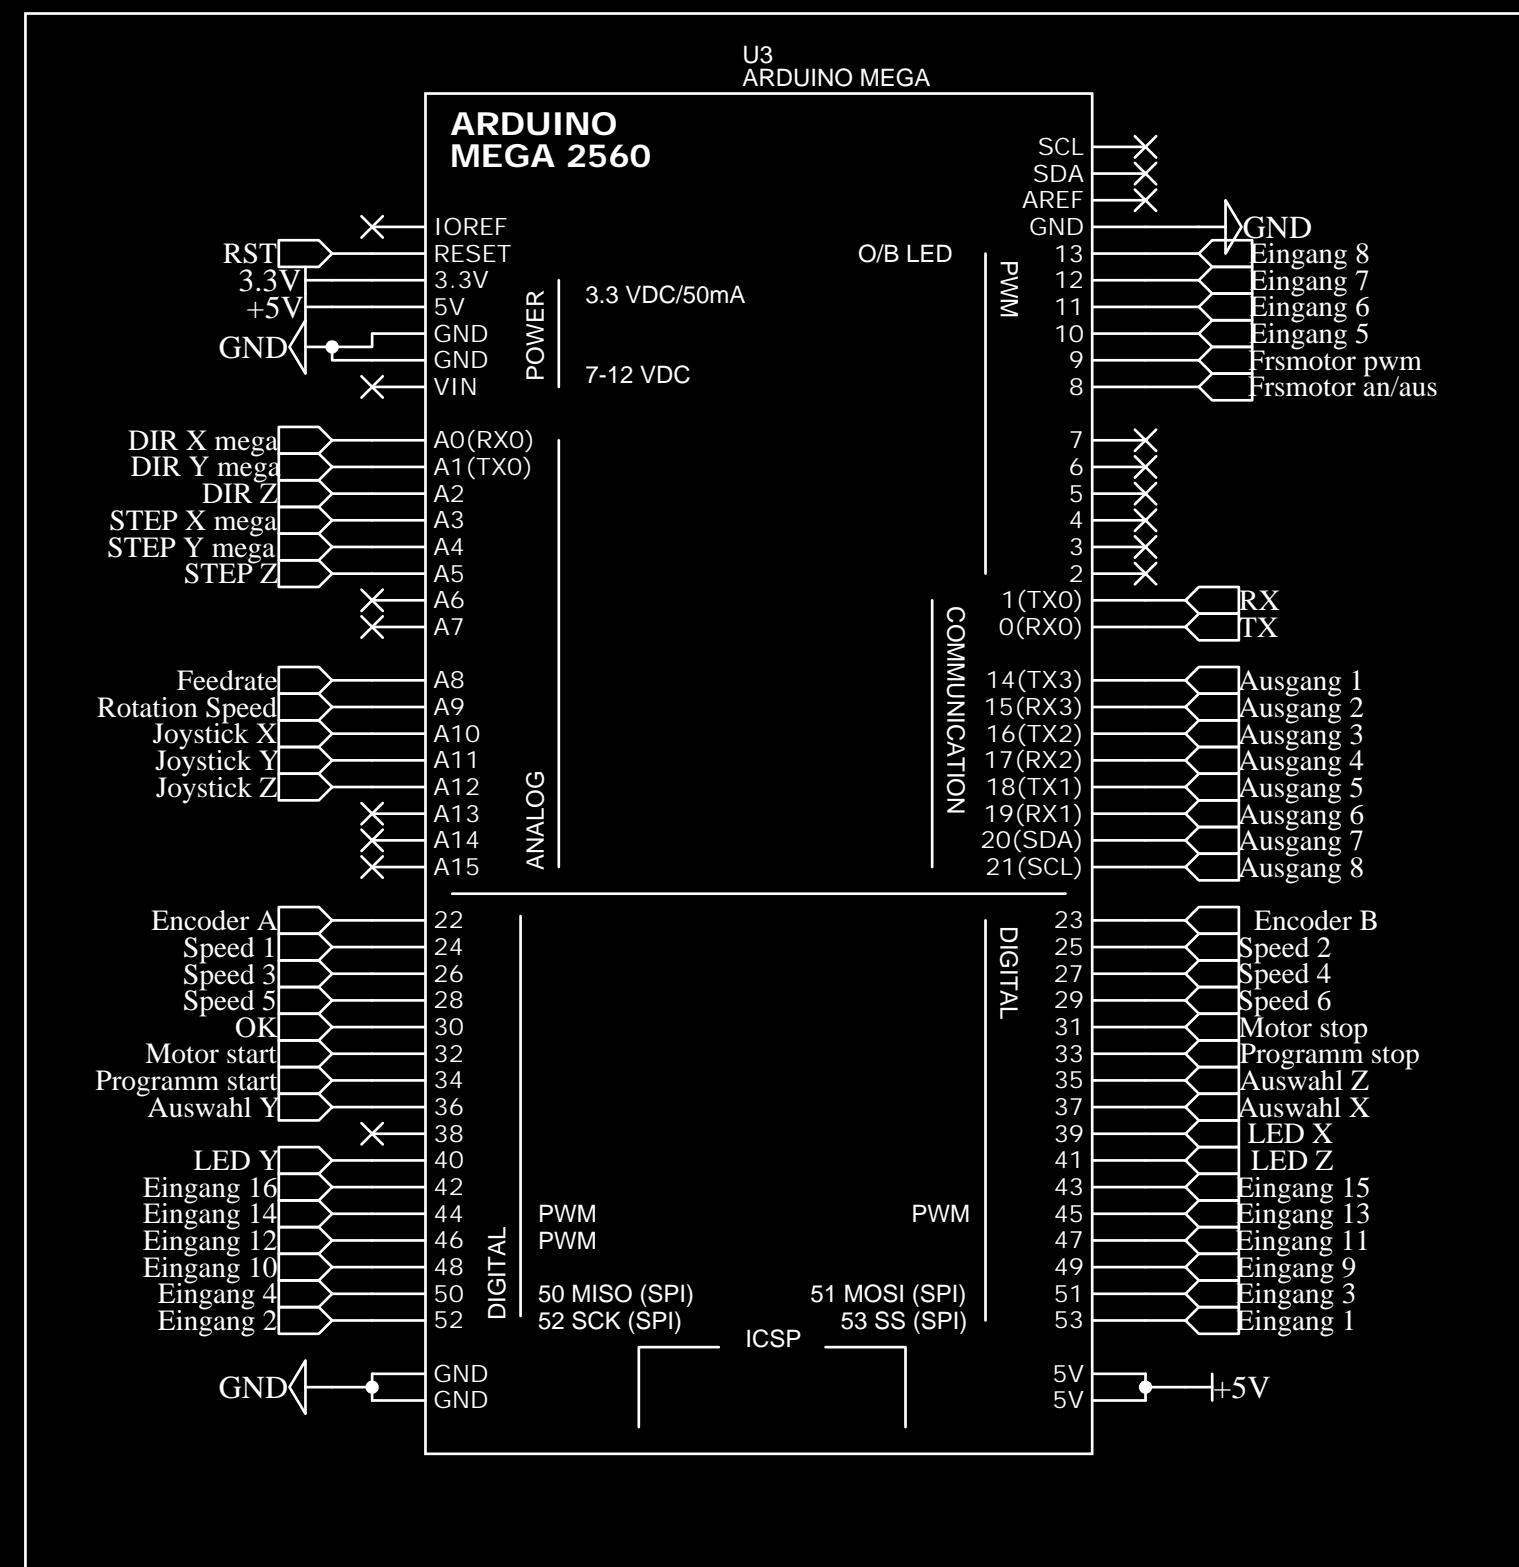 U3
ARDUINO MEGA
ARDUINO
MEGA 2560
SCL
SDA
AREF
IOREF GND GND
RST RESET O/B LED 13 Eingang 8
3.3V 3.3V 12 Eingang 7
3.3 VDC/50mA
+5V 5V 11 Eingang 6
GND 10 Eingang 5
GND
GND 9 Frsmotor pwm
7-12 VDC
VIN 8 Frsmotor an/aus
POWER
PWM
DIR X mega A0(RX0) 7
DIR Y mega A1(TX0) 6
DIR Z A2 5
STEP X mega A3 4
STEP Y mega A4 3
STEP Z A5 2
A6 1(TX0) RX
A7 0(RX0) TX
Feedrate A8 14(TX3) Ausgang 1
Rotation Speed A9 15(RX3) Ausgang 2
Joystick X A10 16(TX2) Ausgang 3
Joystick Y A11 17(RX2) Ausgang 4
Joystick Z A12 18(TX1) Ausgang 5
A13 19(RX1) Ausgang 6
A14 20(SDA) Ausgang 7
A15 21(SCL) Ausgang 8
ANALOG
COMMUNICATION
Encoder A 22 23 Encoder B
Speed 1 24 25 Speed 2
Speed 3 26 27 Speed 4
Speed 5 28 29 Speed 6
OK 30 31 Motor stop
Motor start 32 33 Programm stop
Programm start 34 35 Auswahl Z
Auswahl Y 36 37 Auswahl X
38 39 LED X
LED Y 40 41 LED Z
Eingang 16 42 43 Eingang 15
Eingang 14 44 PWM PWM 45 Eingang 13
Eingang 12 46 PWM 47 Eingang 11
Eingang 10 48 49 Eingang 9
Eingang 4 50 50 MISO (SPI) 51 MOSI (SPI) 51 Eingang 3
Eingang 2 52 52 SCK (SPI) 53 SS (SPI) 53 Eingang 1
DIGITAL
DIGITAL
ICSP
GND 5V
GND +5V
GND 5V